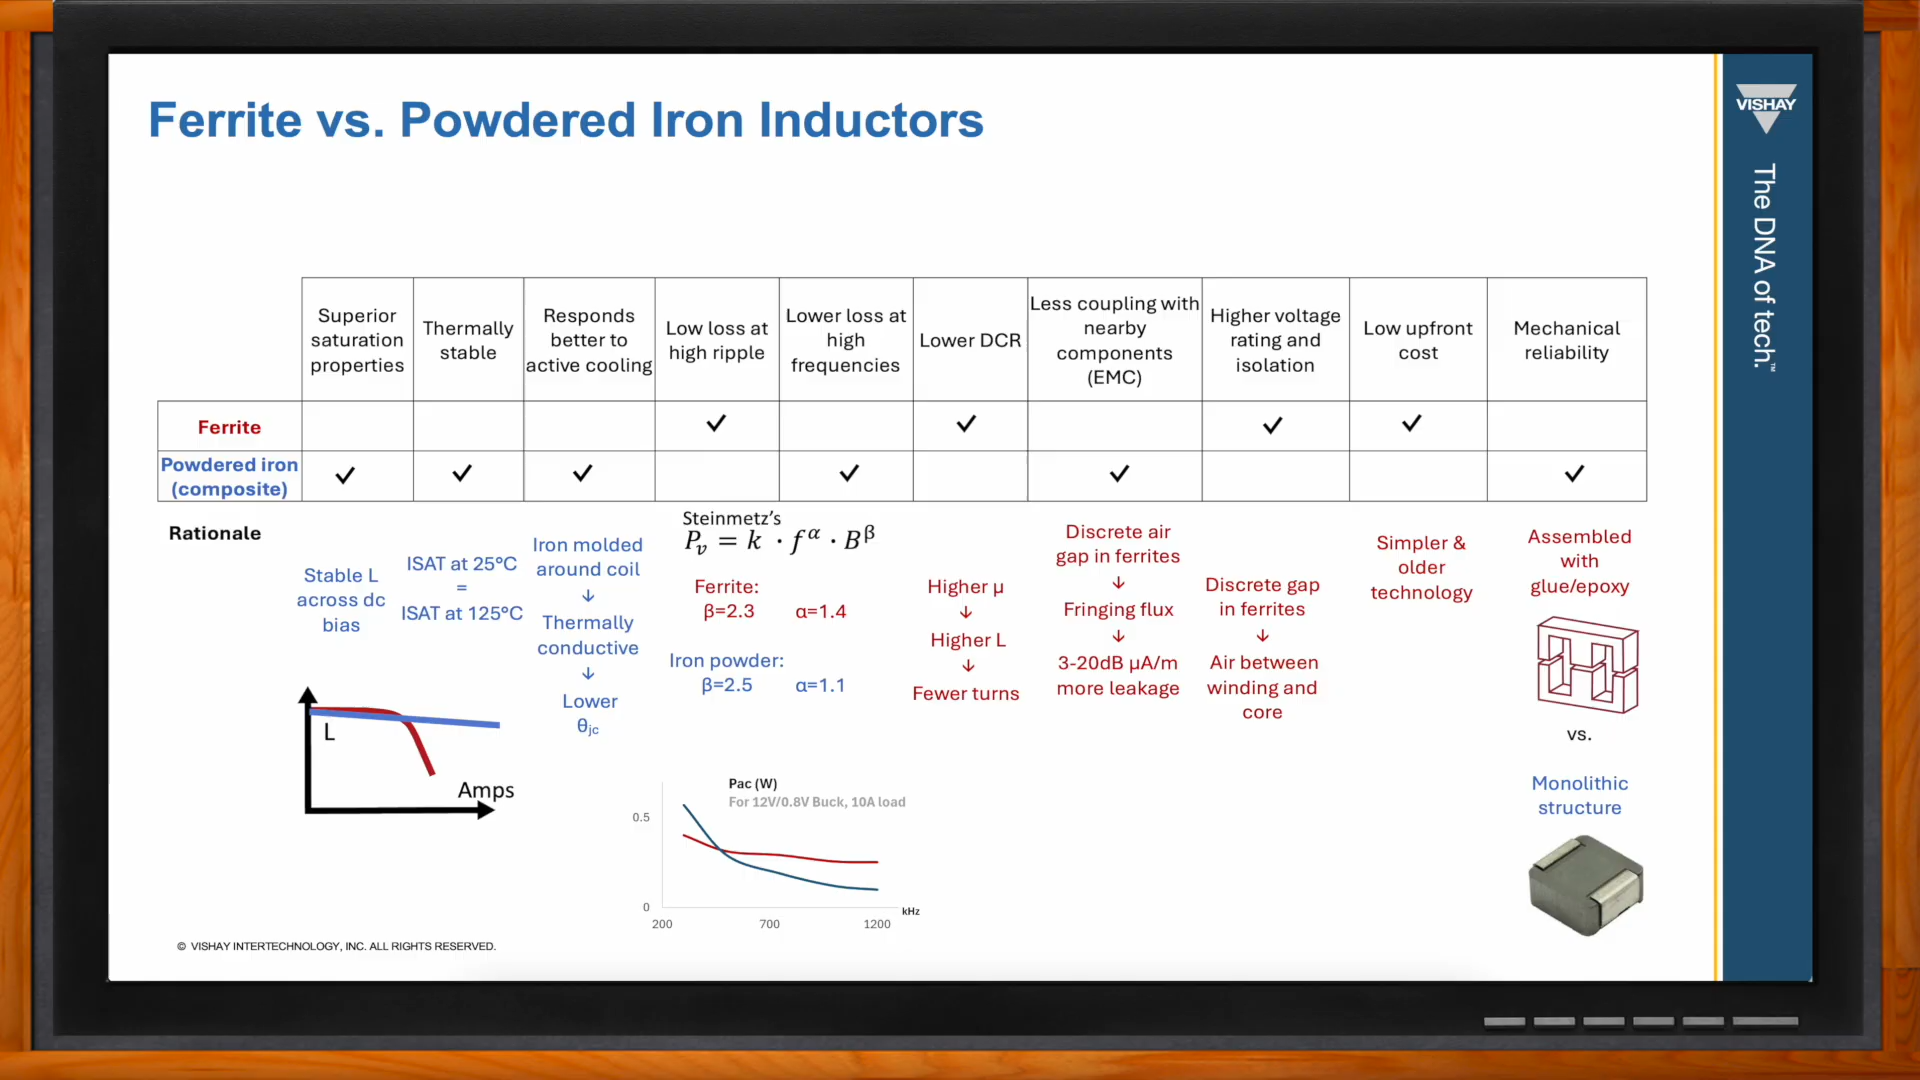 Ferrite vs. Powdered Iron Inductors
VISHAY
The DNA of tech.™
Superior
saturation
properties
Thermally
stable
Responds
better to
active cooling
Low loss at
high ripple
Lower loss at
high
frequencies
Lower DCR
Less coupling with
nearby
components
(EMC)
Higher voltage
rating and
isolation
Low upfront
cost
Mechanical
reliability
Ferrite
✓ ✓ ✓ ✓
Powdered iron
(composite)
✓ ✓ ✓ ✓ ✓ ✓
Rationale
Stable L
across dc
bias
ISAT at 25°C
=
ISAT at 125°C
Iron molded
around coil
↓
Thermally
conductive
↓
Lower
θjc
Steinmetz's
Pv = k · f^α · B^β
Ferrite:
β=2.3 α=1.4
Iron powder:
β=2.5 α=1.1
Higher µ
↓
Higher L
↓
Fewer turns
Discrete air
gap in ferrites
↓
Fringing flux
↓
3-20dB µA/m
more leakage
Discrete gap
in ferrites
↓
Air between
winding and
core
Simpler &
older
technology
Assembled
with
glue/epoxy
vs.
Monolithic
structure
L
Amps
Pac (W)
For 12V/0.8V Buck, 10A load
0.5
0
200 700 1200
kHz
© VISHAY INTERTECHNOLOGY, INC. ALL RIGHTS RESERVED.